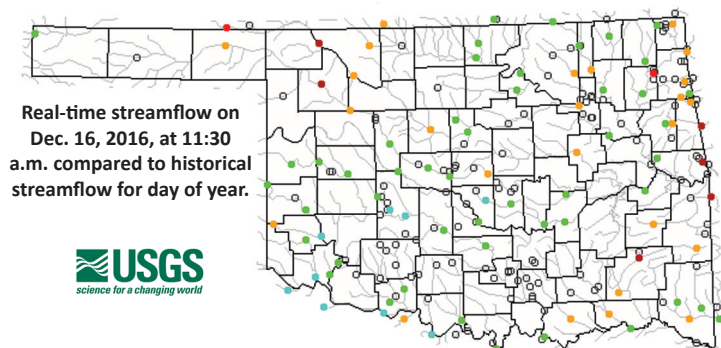 Real-time streamflow on
Dec. 16, 2016, at 11:30
a.m. compared to historical
streamflow for day of year.
USGS
science for a changing world